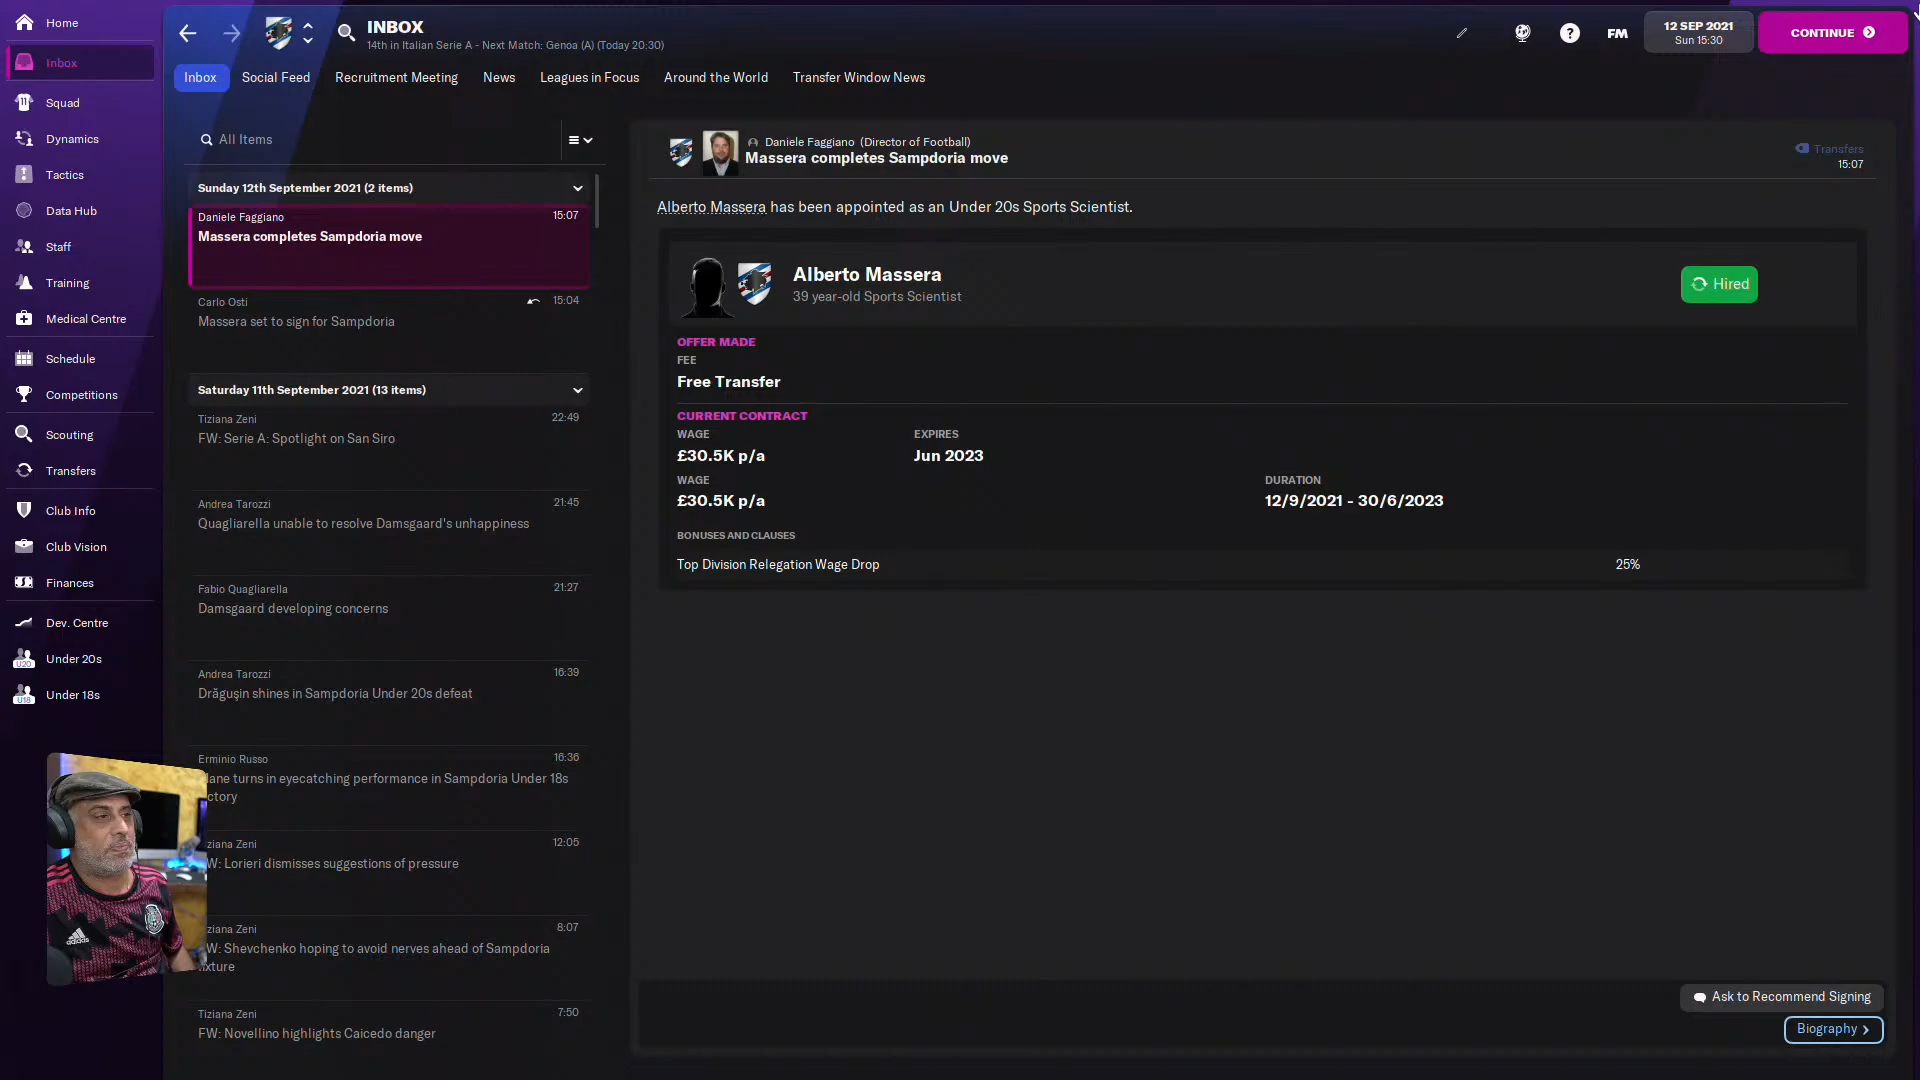 Home
Inbox
Squad
Dynamics
Tactics
Data Hub
Staff
Training
Medical Centre
Schedule
Competitions
Scouting
Transfers
Club Info
Club Vision
Finances
Dev. Centre
Under 20s
Under 18s
INBOX
14th in Italian Serie A - Next Match: Genoa (A) (Today 20:30)
FM
12 SEP 2021
Sun 15:30
CONTINUE
Inbox
Social Feed
Recruitment Meeting
News
Leagues in Focus
Around the World
Transfer Window News
All Items
Sunday 12th September 2021 (2 items)
Daniele Faggiano 15:07
Massera completes Sampdoria move
Carlo Osti 15:04
Massera set to sign for Sampdoria
Saturday 11th September 2021 (13 items)
Tiziana Zeni 22:49
FW: Serie A: Spotlight on San Siro
Andrea Tarozzi 21:45
Quagliarella unable to resolve Damsgaard's unhappiness
Fabio Quagliarella 21:27
Damsgaard developing concerns
Andrea Tarozzi 16:39
Drăguşin shines in Sampdoria Under 20s defeat
Erminio Russo 16:36
turns in eyecatching performance in Sampdoria Under 18s
Zeni 12:05
Lorieri dismisses suggestions of pressure
Zeni 8:07
Shevchenko hoping to avoid nerves ahead of Sampdoria
Tiziana Zeni 7:50
FW: Novellino highlights Caicedo danger
Daniele Faggiano (Director of Football)
Massera completes Sampdoria move
Transfers
15:07
Alberto Massera has been appointed as an Under 20s Sports Scientist.
Alberto Massera
39 year-old Sports Scientist
Hired
OFFER MADE
FEE
Free Transfer
CURRENT CONTRACT
WAGE EXPIRES
£30.5K p/a Jun 2023
WAGE DURATION
£30.5K p/a 12/9/2021 - 30/6/2023
BONUSES AND CLAUSES
Top Division Relegation Wage Drop 25%
Ask to Recommend Signing
Biography
adidas